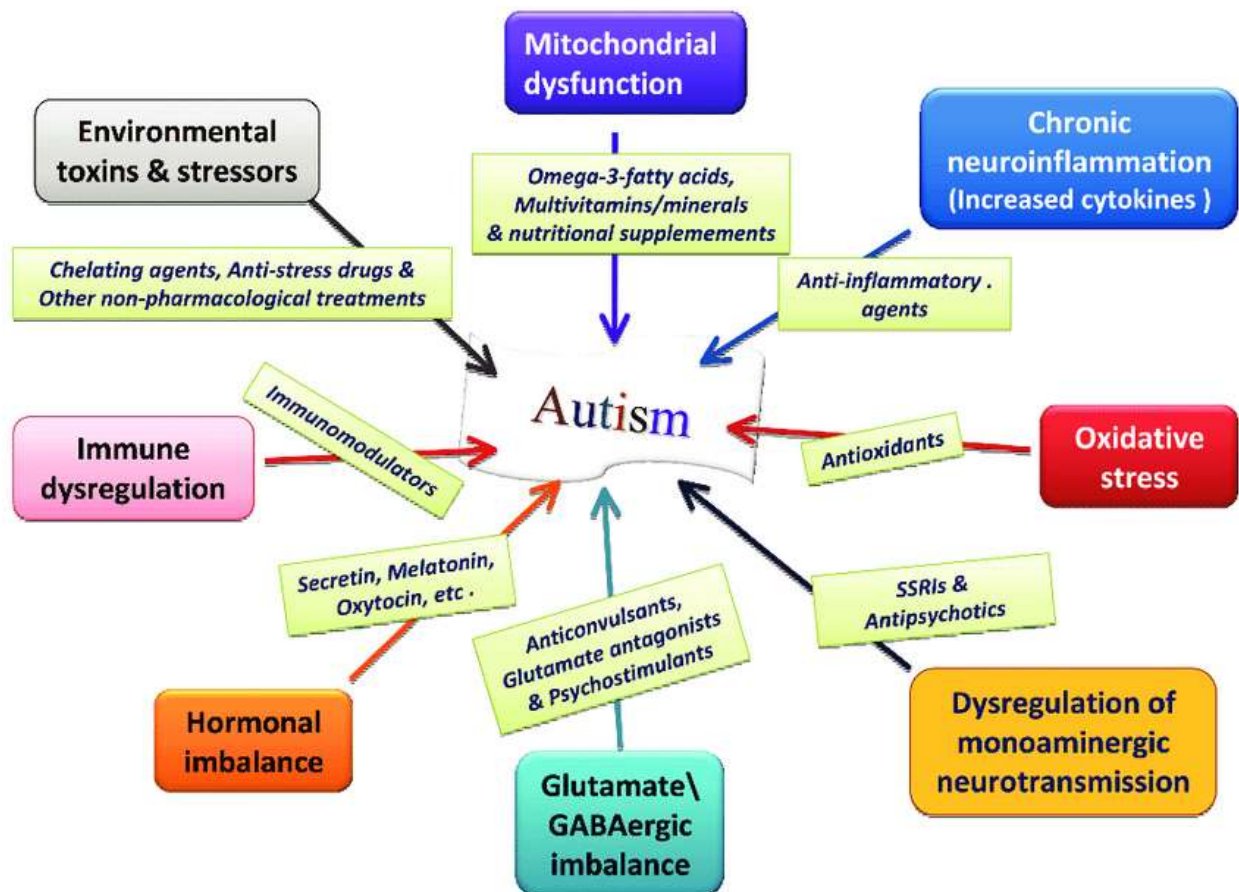 Mitochondrial
dysfunction
Environmental
toxins & stressors
Chronic
neuroinflammation
(Increased cytokines )
Omega-3-fatty acids,
Multivitamins/minerals
& nutritional supplemements
Chelating agents, Anti-stress drugs &
Other non-pharmacological treatments
Anti-inflammatory .
agents
Autism
Immune
dysregulation
Immunomodulators
Antioxidants
Oxidative
stress
Secretin, Melatonin,
Oxytocin, etc .
Anticonvulsants,
Glutamate antagonists
& Psychostimulants
SSRIs &
Antipsychotics
Hormonal
imbalance
Glutamate\
GABAergic
imbalance
Dysregulation of
monoaminergic
neurotransmission